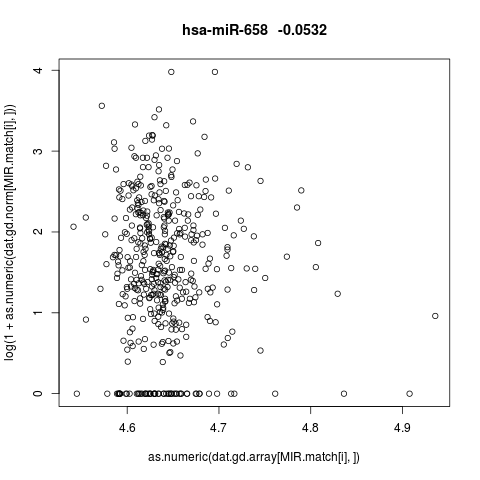 hsa-miR-658 -0.0532
log(1 + as.numeric(dat.gd.norm[MIR.match[i], ]))
4
3
2
1
0
4.6 4.7 4.8 4.9
as.numeric(dat.gd.array[MIR.match[i], ])